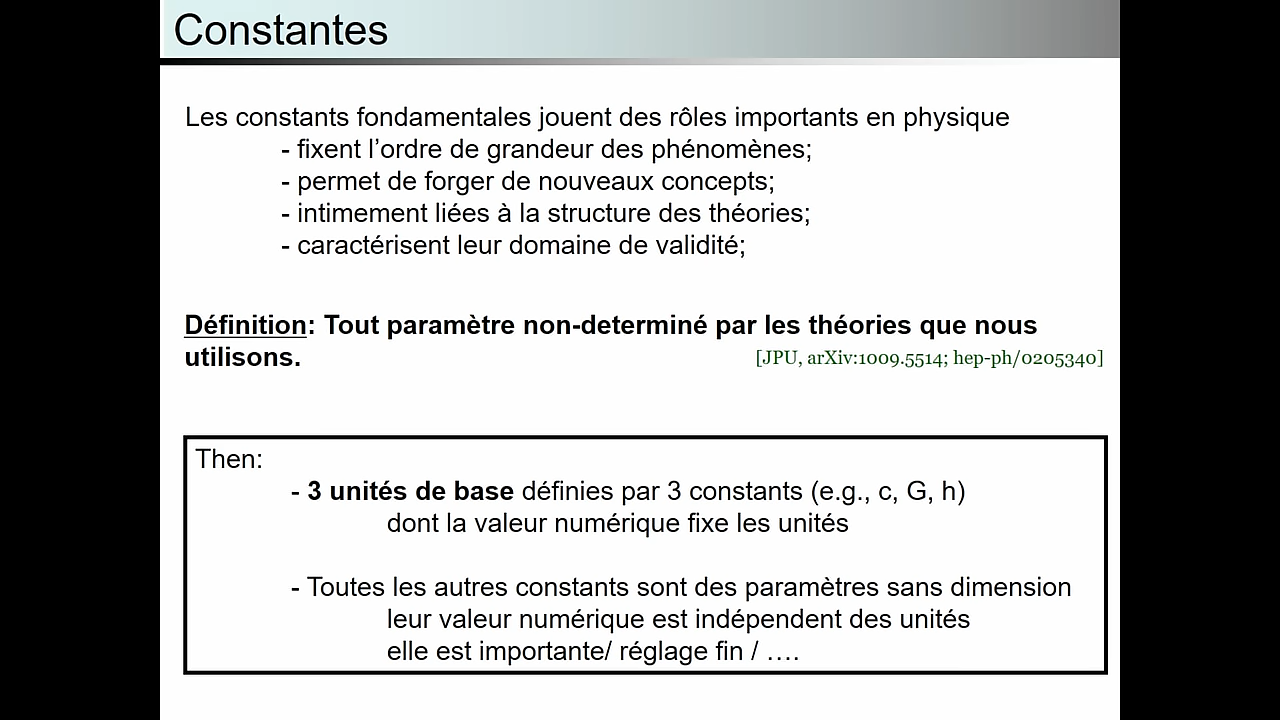 Constantes
Les constants fondamentales jouent des rôles importants en physique
- fixent l’ordre de grandeur des phénomènes;
- permet de forger de nouveaux concepts;
- intimement liées à la structure des théories;
- caractérisent leur domaine de validité;
Définition: Tout paramètre non-determiné par les théories que nous
utilisons.
[JPU, arXiv:1009.5514; hep-ph/0205340]
Then:
- 3 unités de base définies par 3 constants (e.g., c, G, h)
dont la valeur numérique fixe les unités
- Toutes les autres constants sont des paramètres sans dimension
leur valeur numérique est indépendent des unités
elle est importante/ réglage fin / ….